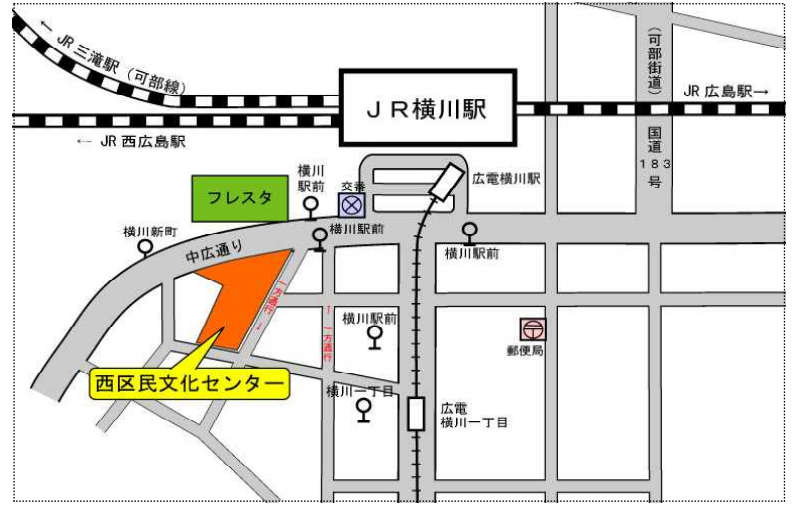 ← JR 三滝駅（可部線）
JR横川駅
（可部街道）
国道
183
号
JR 広島駅→
← JR 西広島駅
横川
駅前
交番
広電横川駅
フレスタ
横川新町
中広通り
横川駅前
横川駅前
一方通行→
← 一方通行
横川駅前
郵便局
西区民文化センター
横川一丁目
広電
横川一丁目